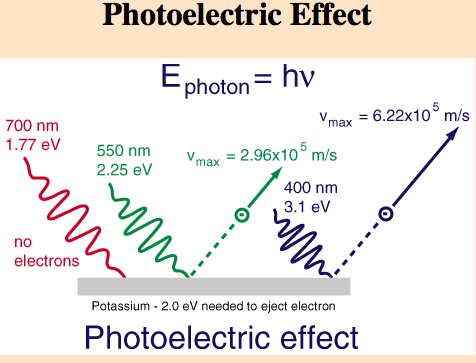 Photoelectric Effect
E photon = hν
700 nm
1.77 eV
no
electrons
550 nm
2.25 eV
v max = 2.96x10⁵ m/s
400 nm
3.1 eV
v max = 6.22x10⁵ m/s
Potassium - 2.0 eV needed to eject electron
Photoelectric effect